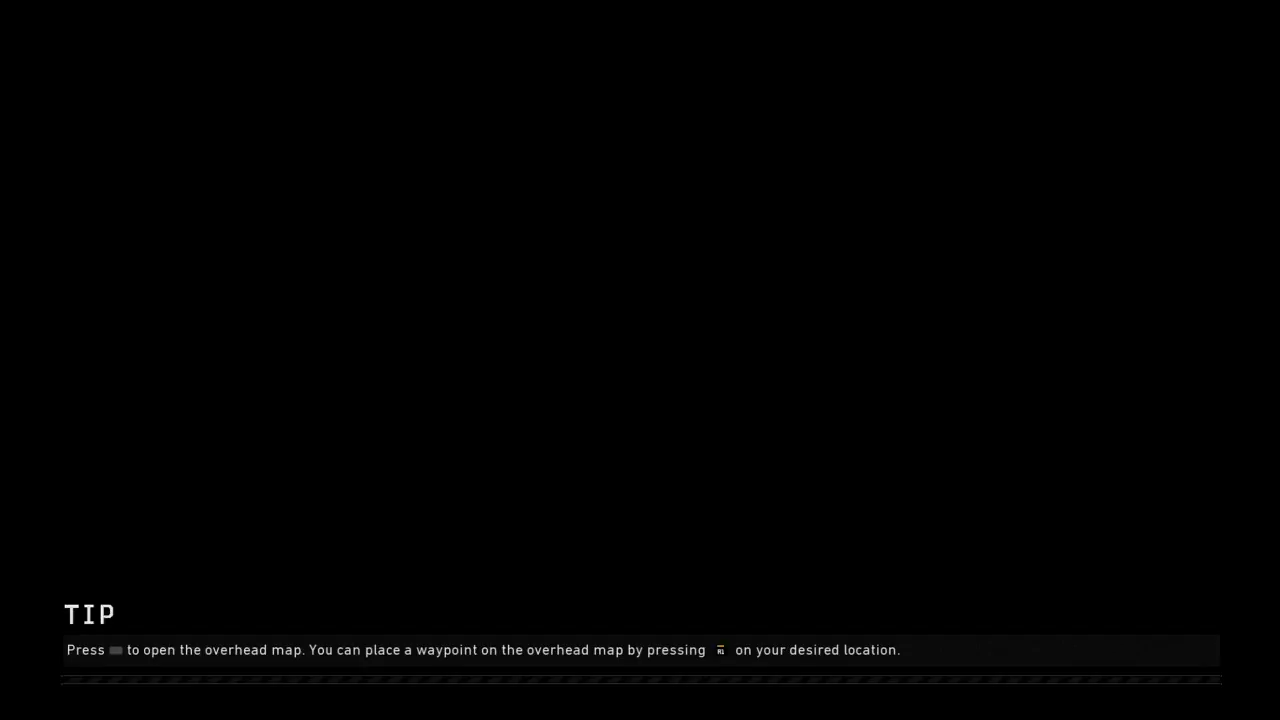 TIP
Press to open the overhead map. You can place a waypoint on the overhead map by pressing R1 on your desired location.